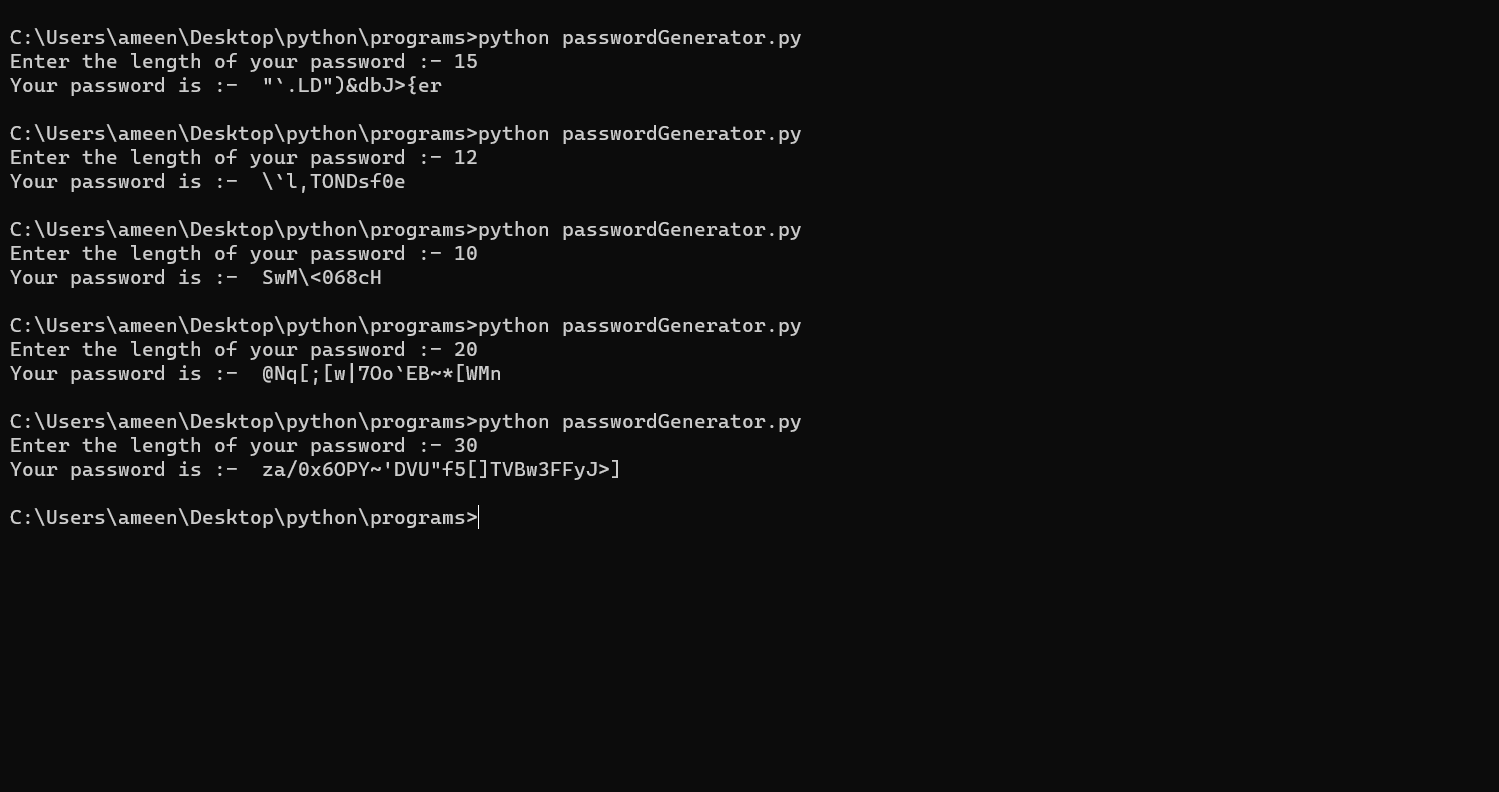 C:\Users\ameen\Desktop\python\programs>python passwordGenerator.py
Enter the length of your password :- 15
Your password is :-  "`.LD")&dbJ>{er
C:\Users\ameen\Desktop\python\programs>python passwordGenerator.py
Enter the length of your password :- 12
Your password is :-  \`l,TONDsf0e
C:\Users\ameen\Desktop\python\programs>python passwordGenerator.py
Enter the length of your password :- 10
Your password is :-  SwM\<068cH
C:\Users\ameen\Desktop\python\programs>python passwordGenerator.py
Enter the length of your password :- 20
Your password is :-  @Nq[;[w|7Oo`EB~*[WMn
C:\Users\ameen\Desktop\python\programs>python passwordGenerator.py
Enter the length of your password :- 30
Your password is :-  za/0x6OPY~'DVU"f5[]TVBw3FFyJ>]
C:\Users\ameen\Desktop\python\programs>